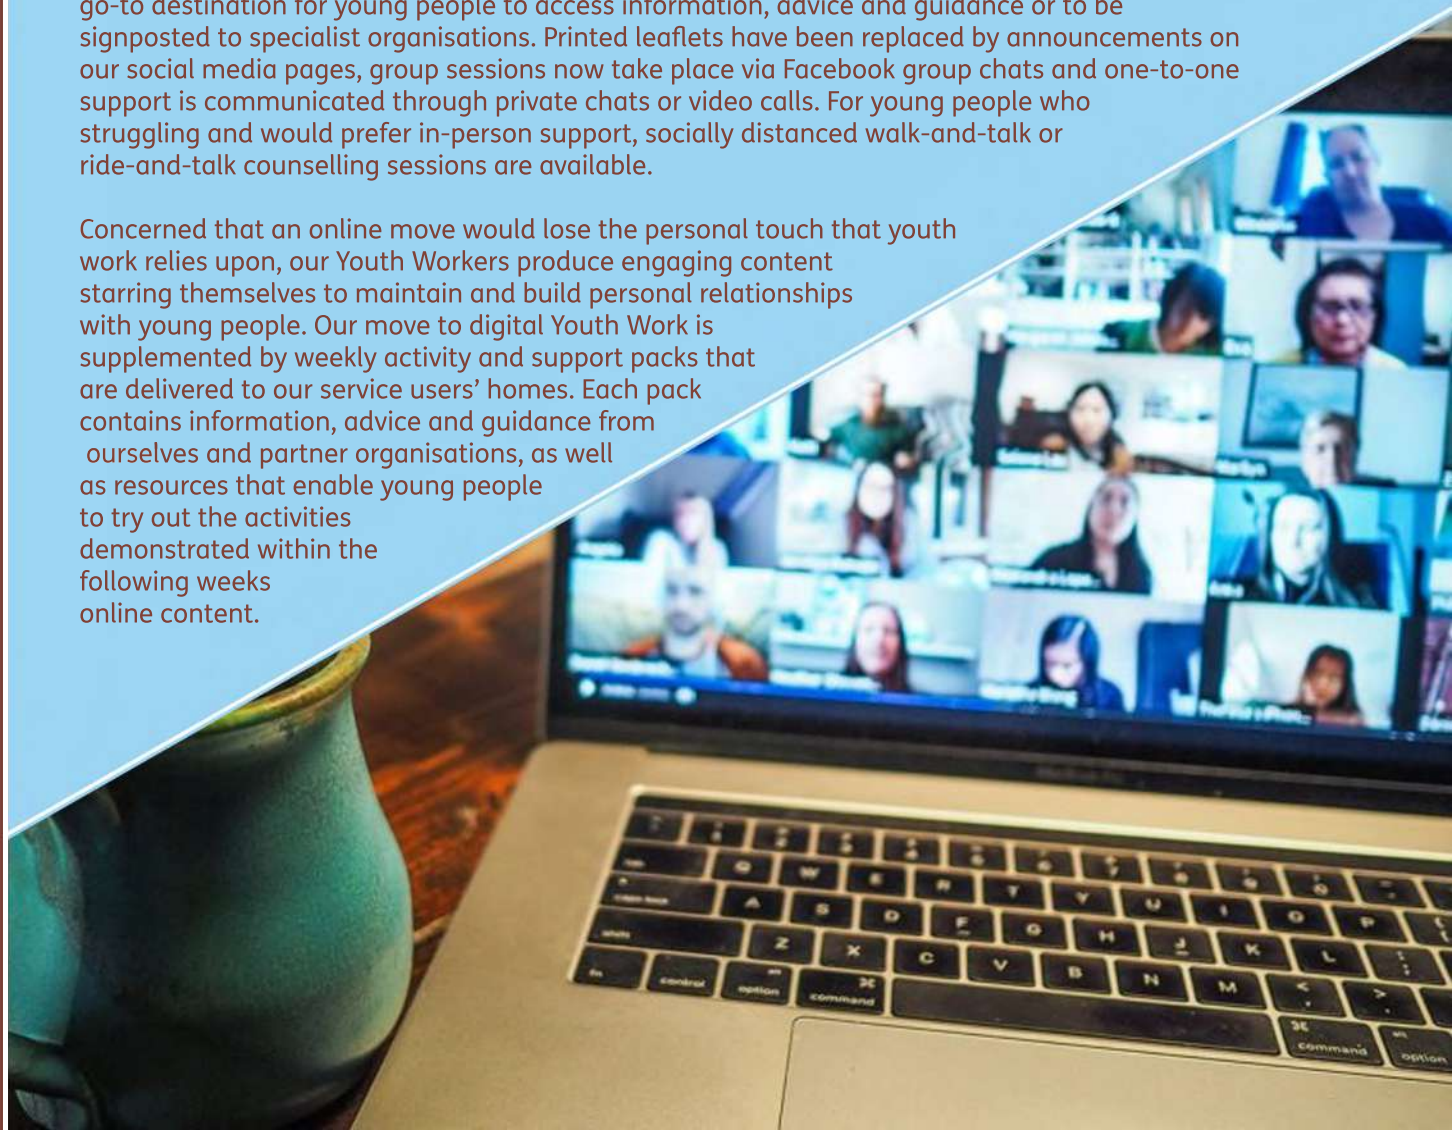 go-to destination for young people to access information, advice and guidance or to be
signposted to specialist organisations. Printed leaflets have been replaced by announcements on
our social media pages, group sessions now take place via Facebook group chats and one-to-one
support is communicated through private chats or video calls. For young people who
struggling and would prefer in-person support, socially distanced walk-and-talk or
ride-and-talk counselling sessions are available.
Concerned that an online move would lose the personal touch that youth
work relies upon, our Youth Workers produce engaging content
starring themselves to maintain and build personal relationships
with young people. Our move to digital Youth Work is
supplemented by weekly activity and support packs that
are delivered to our service users’ homes. Each pack
contains information, advice and guidance from
ourselves and partner organisations, as well
as resources that enable young people
to try out the activities
demonstrated within the
following weeks
online content.
Q W E R T Y U I O P
A S D F G H J K L
Z X C V B N M < >
fn control option command command option